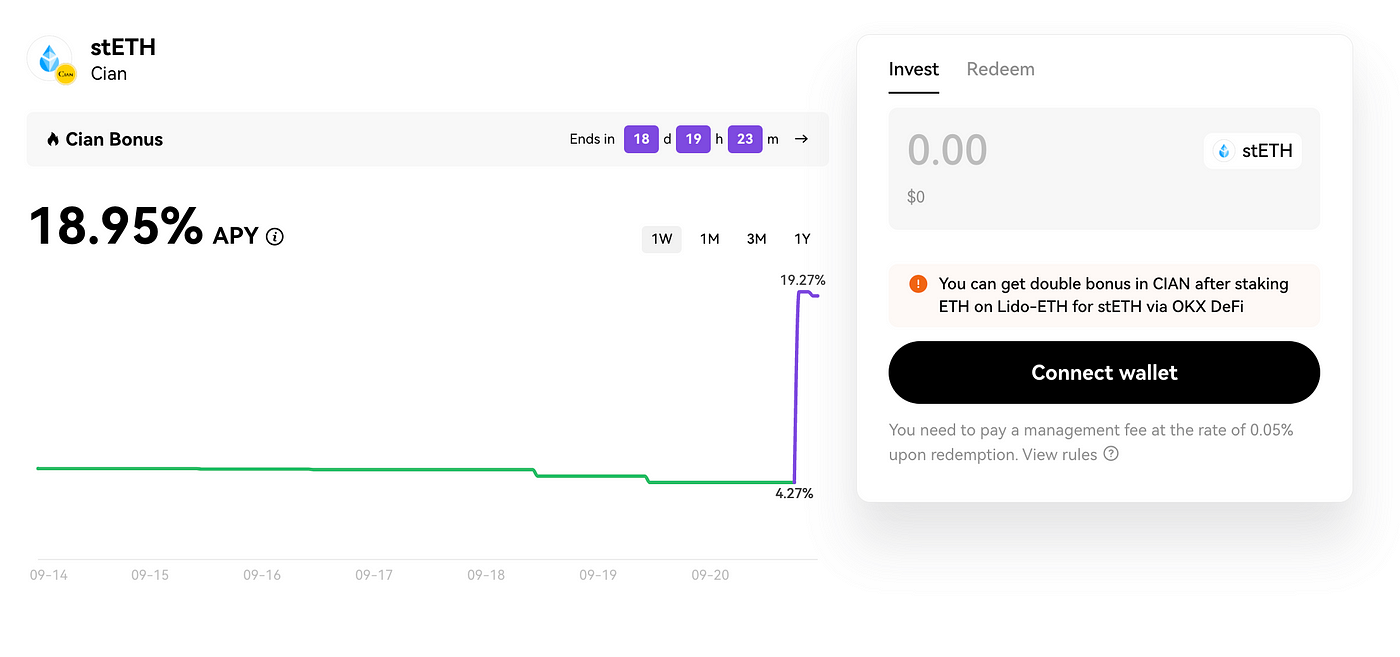 stETH
Cian
Cian Bonus
Ends in 18 d 19 h 23 m
18.95% APY
1W 1M 3M 1Y
19.27%
4.27%
09-14 09-15 09-16 09-17 09-18 09-19 09-20
Invest Redeem
0.00
stETH
$0
You can get double bonus in CIAN after staking
ETH on Lido-ETH for stETH via OKX DeFi
Connect wallet
You need to pay a management fee at the rate of 0.05%
upon redemption. View rules